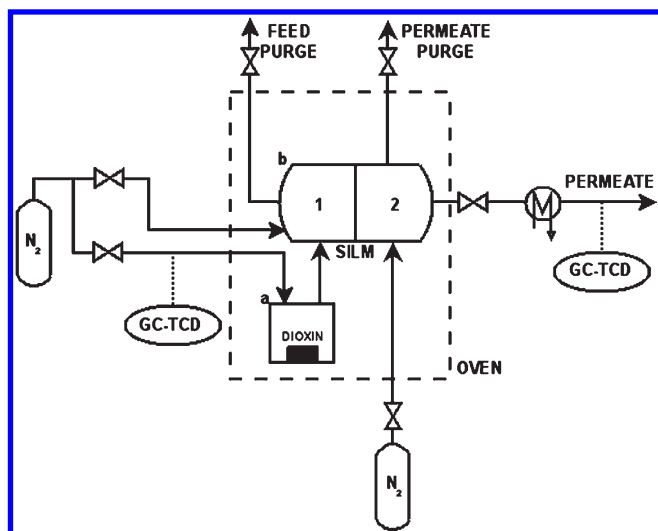 FEED
PURGE
PERMEATE
PURGE
b
1
2
PERMEATE
N2
SILM
GC-TCD
a
GC-TCD
DIOXIN
OVEN
N2